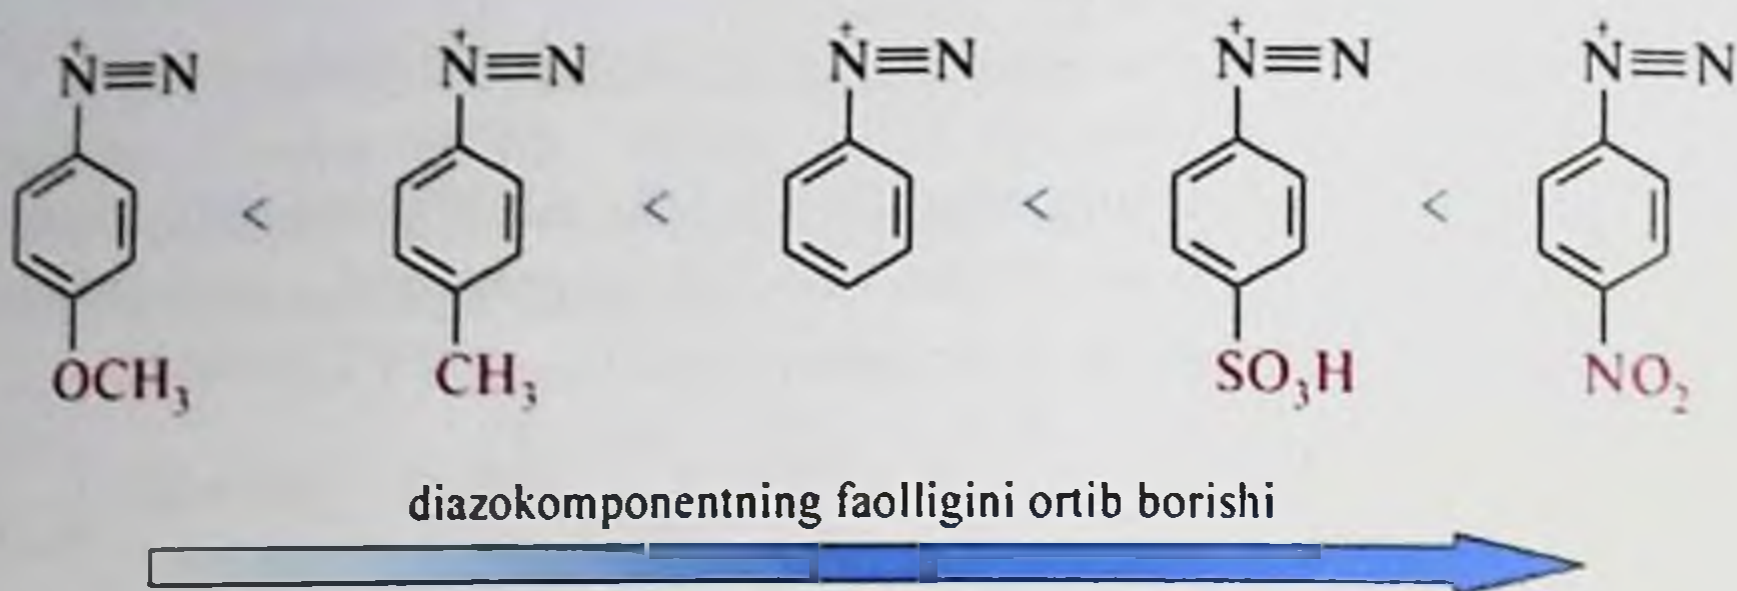 N⁺≡N N⁺≡N N⁺≡N N⁺≡N N⁺≡N
< < < <
OCH₃ CH₃ SO₃H NO₂
diazokomponentning faolligini ortib borishi